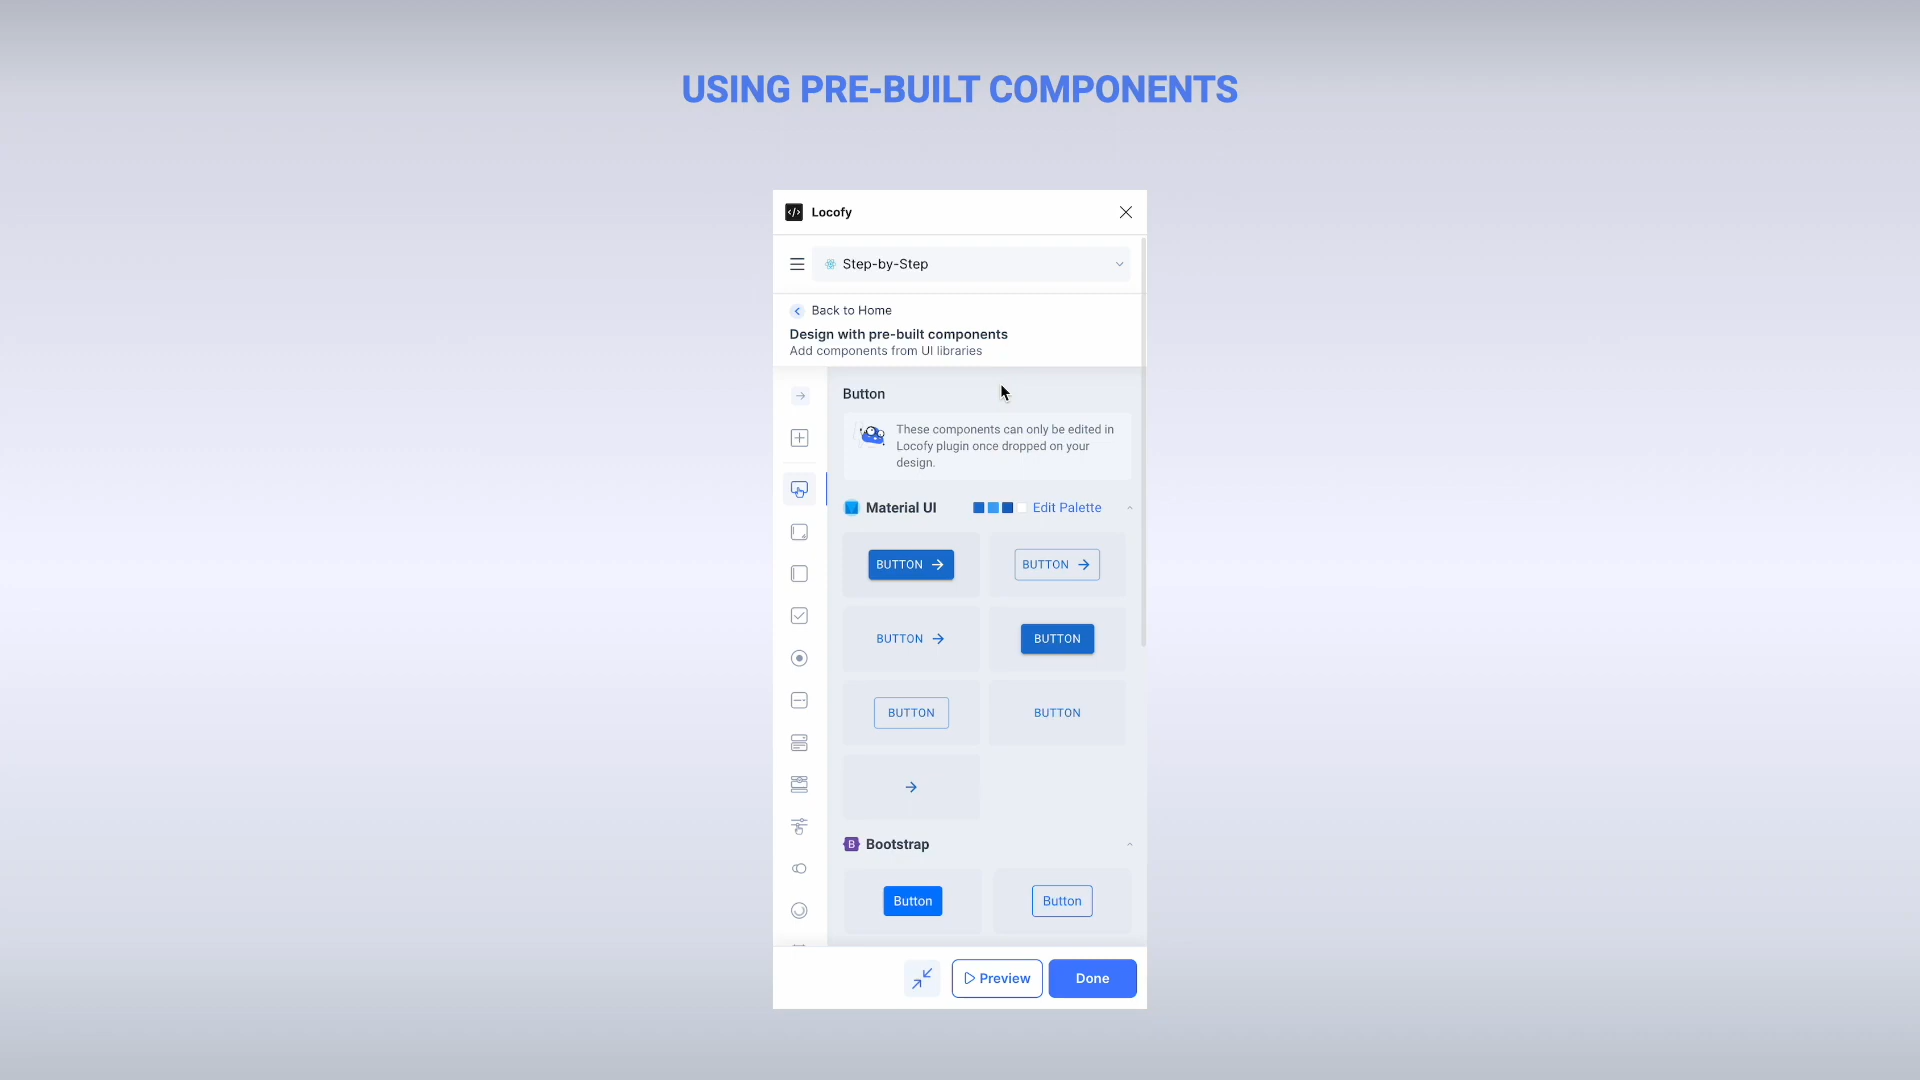 USING PRE-BUILT COMPONENTS
Locofy
Step-by-Step
Back to Home
Design with pre-built components
Add components from UI libraries
Button
These components can only be edited in
Locofy plugin once dropped on your
design.
Material UI
Edit Palette
BUTTON
BUTTON
BUTTON
BUTTON
BUTTON
BUTTON
B Bootstrap
Button
Button
Preview
Done